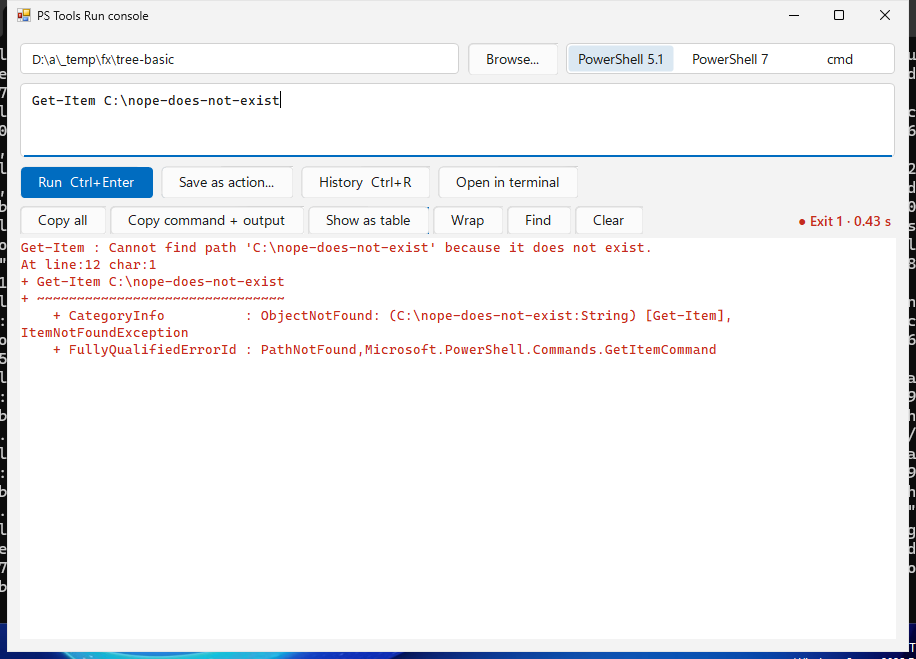 PS Tools Run console
D:\a\_temp\fx\tree-basic
Browse...
PowerShell 5.1
PowerShell 7
cmd
Get-Item C:\nope-does-not-exist
Run Ctrl+Enter
Save as action...
History Ctrl+R
Open in terminal
Copy all
Copy command + output
Show as table
Wrap
Find
Clear
● Exit 1 · 0.43 s
Get-Item : Cannot find path 'C:\nope-does-not-exist' because it does not exist.
At line:12 char:1
+ Get-Item C:\nope-does-not-exist
+ ~~~~~~~~~~~~~~~~~~~~~~~~~~~~~~~
    + CategoryInfo          : ObjectNotFound: (C:\nope-does-not-exist:String) [Get-Item],
ItemNotFoundException
    + FullyQualifiedErrorId : PathNotFound,Microsoft.PowerShell.Commands.GetItemCommand